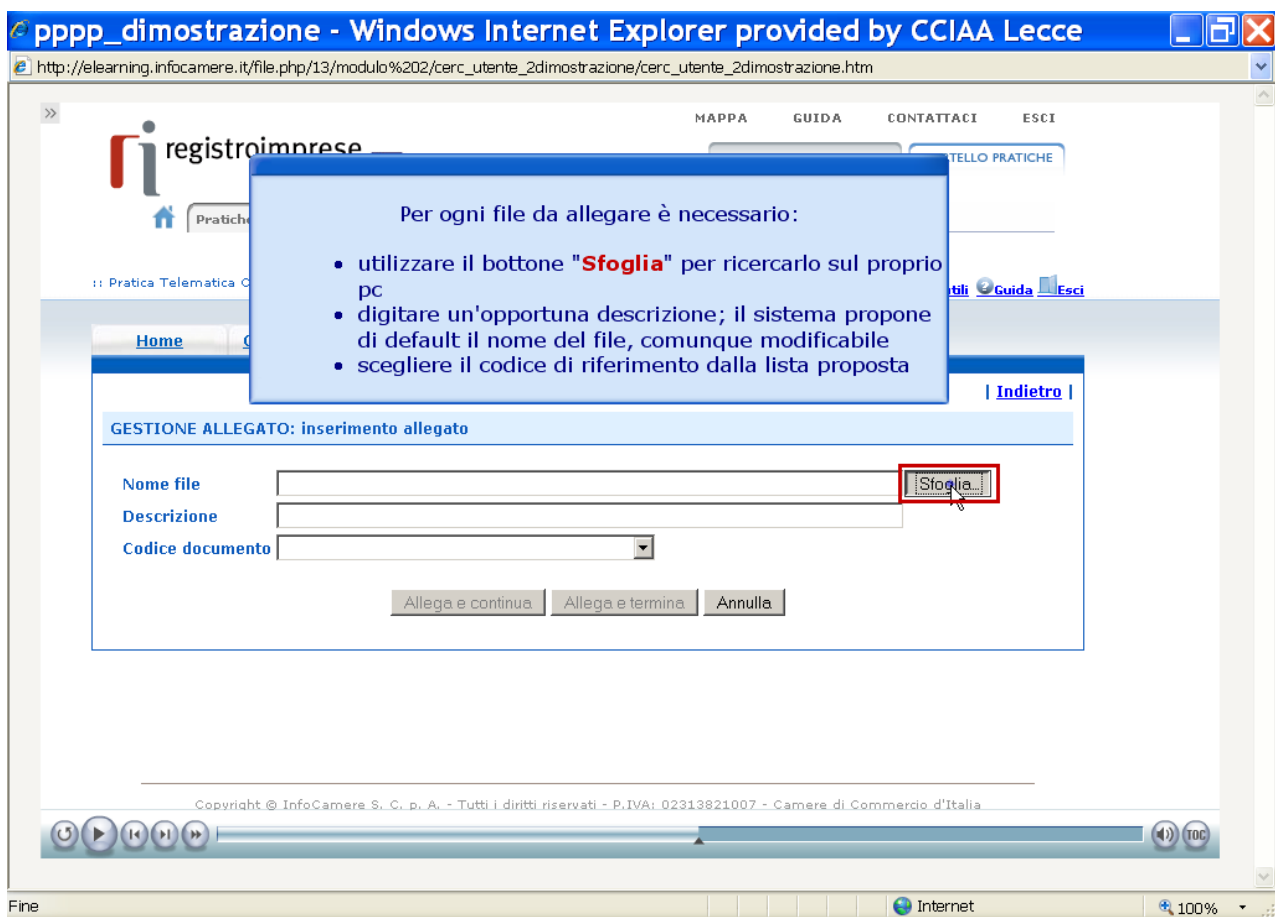 pppp_dimostrazione - Windows Internet Explorer provided by CCIAA Lecce
http://elearning.infocamere.it/file.php/13/modulo%202/cerc_utente_2dimostrazione/cerc_utente_2dimostrazione.htm
MAPPA GUIDA CONTATTACI ESCI
registroimprese
TELLO PRATICHE
Pratiche
Per ogni file da allegare è necessario:
• utilizzare il bottone "Sfoglia" per ricercarlo sul proprio
pc
• digitare un'opportuna descrizione; il sistema propone
di default il nome del file, comunque modificabile
• scegliere il codice di riferimento dalla lista proposta
:: Pratica Telematica
Guida Esci
Home
| Indietro |
GESTIONE ALLEGATO: inserimento allegato
Nome file
Sfoglia...
Descrizione
Codice documento
Allega e continua Allega e termina Annulla
Copyright © InfoCamere S. C. p. A. - Tutti i diritti riservati - P.IVA: 02313821007 - Camere di Commercio d'Italia
TOC
Fine Internet 100%